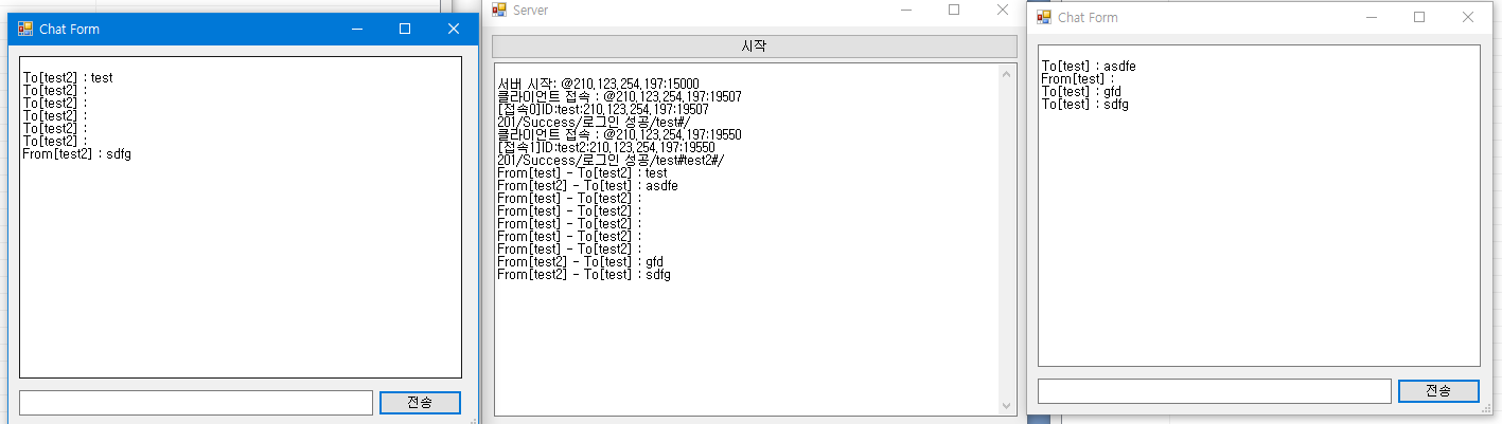 Chat Form
To[test2] : test
To[test2] :
To[test2] :
To[test2] :
To[test2] :
To[test2] :
From[test2] : sdfg
전송
Server
시작
서버 시작: @210,123,254,197:15000
클라이언트 접속 : @210,123,254,197:19507
[접속0]ID:test:210,123,254,197:19507
201/Success/로그인 성공/test#/
클라이언트 접속 : @210,123,254,197:19550
[접속1]ID:test2:210,123,254,197:19550
201/Success/로그인 성공/test#test2#/
From[test] - To[test2] : test
From[test2] - To[test] : asdfe
From[test] - To[test2] :
From[test] - To[test2] :
From[test] - To[test2] :
From[test] - To[test2] :
From[test] - To[test2] :
From[test2] - To[test] : gfd
From[test2] - To[test] : sdfg
Chat Form
To[test] : asdfe
From[test] :
To[test] : gfd
To[test] : sdfg
전송